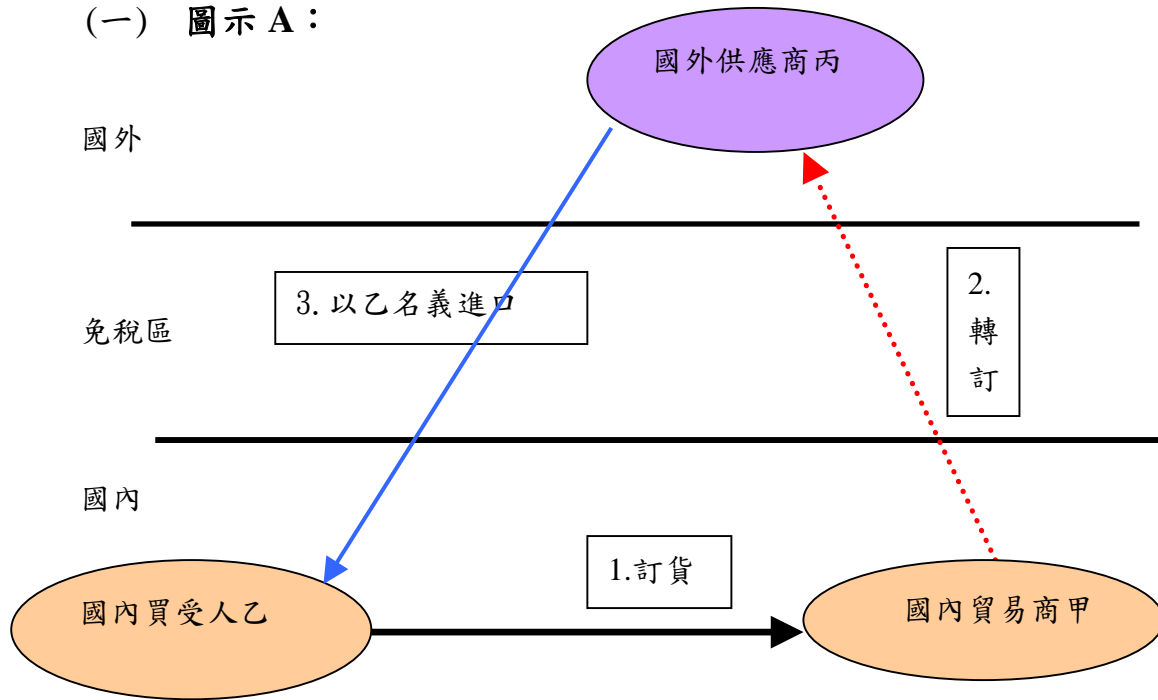 (一) 圖示 A：
國外供應商丙
國外
3. 以乙名義進口
2.
轉
訂
免稅區
國內
1.訂貨
國內買受人乙
國內貿易商甲